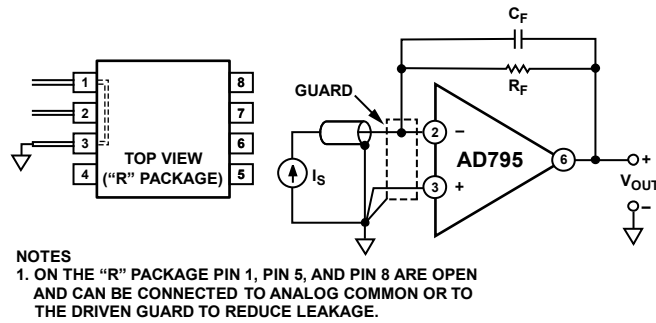 1
2
3
4
8
7
6
5
TOP VIEW
("R" PACKAGE)
GUARD
IS
CF
RF
2
−
3
+
AD795
6
+
VOUT
−
NOTES
1. ON THE "R" PACKAGE PIN 1, PIN 5, AND PIN 8 ARE OPEN
AND CAN BE CONNECTED TO ANALOG COMMON OR TO
THE DRIVEN GUARD TO REDUCE LEAKAGE.